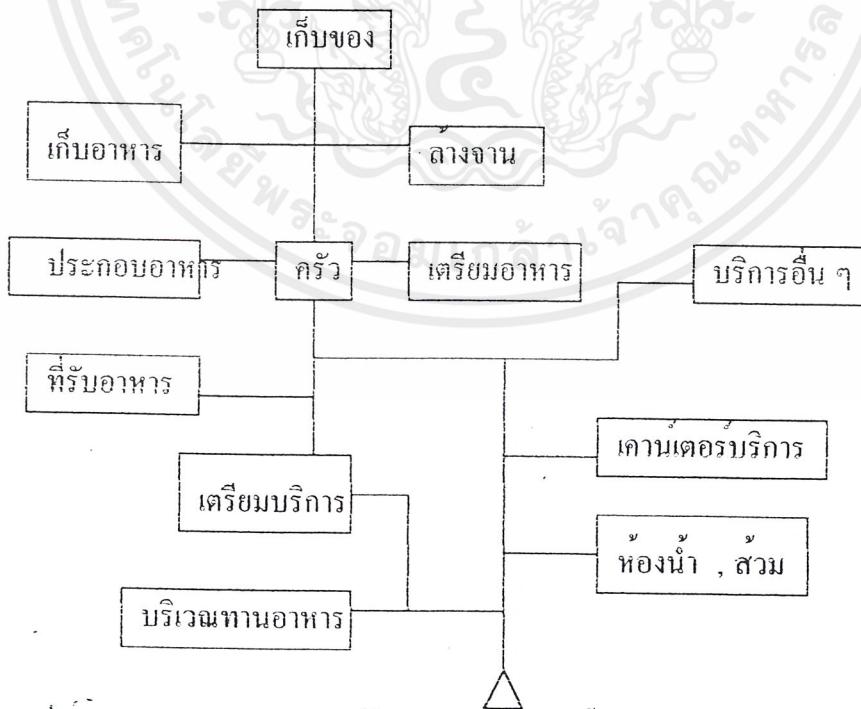 เก็บของ
เก็บอาหาร
ล้างจาน
ประกอบอาหาร
ครัว
เตรียมอาหาร
บริการอื่น ๆ
ที่รับอาหาร
เคาน์เตอร์บริการ
เตรียมบริการ
ห้องน้ำ , ส้วม
บริเวณทานอาหาร